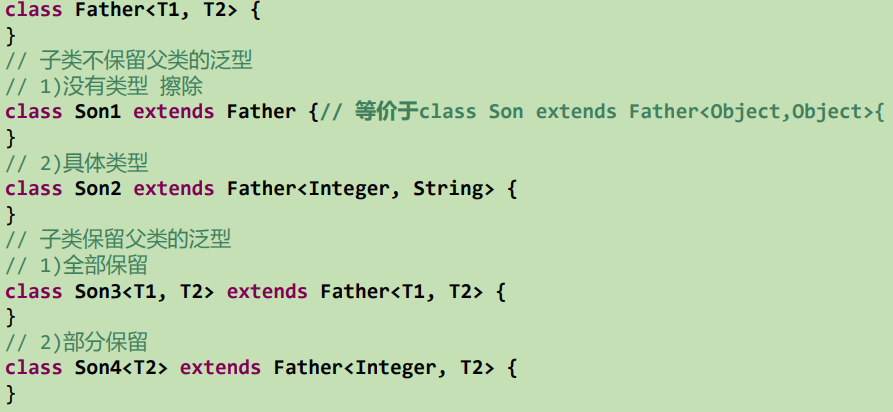 class Father<T1, T2> {
}
// 子类不保留父类的泛型
// 1)没有类型 擦除
class Son1 extends Father {// 等价于class Son extends Father<Object,Object>{
}
// 2)具体类型
class Son2 extends Father<Integer, String> {
}
// 子类保留父类的泛型
// 1)全部保留
class Son3<T1, T2> extends Father<T1, T2> {
}
// 2)部分保留
class Son4<T2> extends Father<Integer, T2> {
}